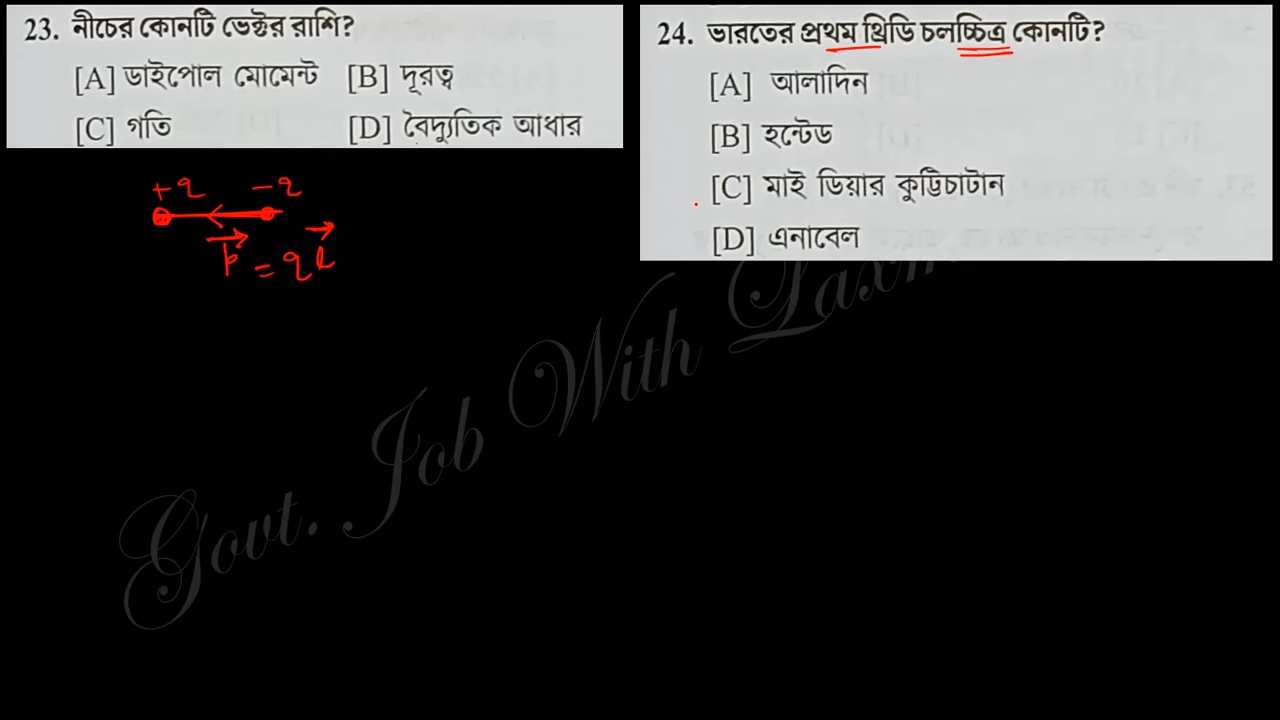 23. নীচের কোনটি ভেক্টর রাশি?
[A] ডাইপোল মোমেন্ট [B] দূরত্ব
[C] গতি [D] বৈদ্যুতিক আধার
+q −q
p = ql
24. ভারতের প্রথম থ্রিডি চলচ্চিত্র কোনটি?
[A] আলাদিন
[B] হন্টেড
[C] মাই ডিয়ার কুট্টিচাটান
[D] এনাবেল
Govt. Job With